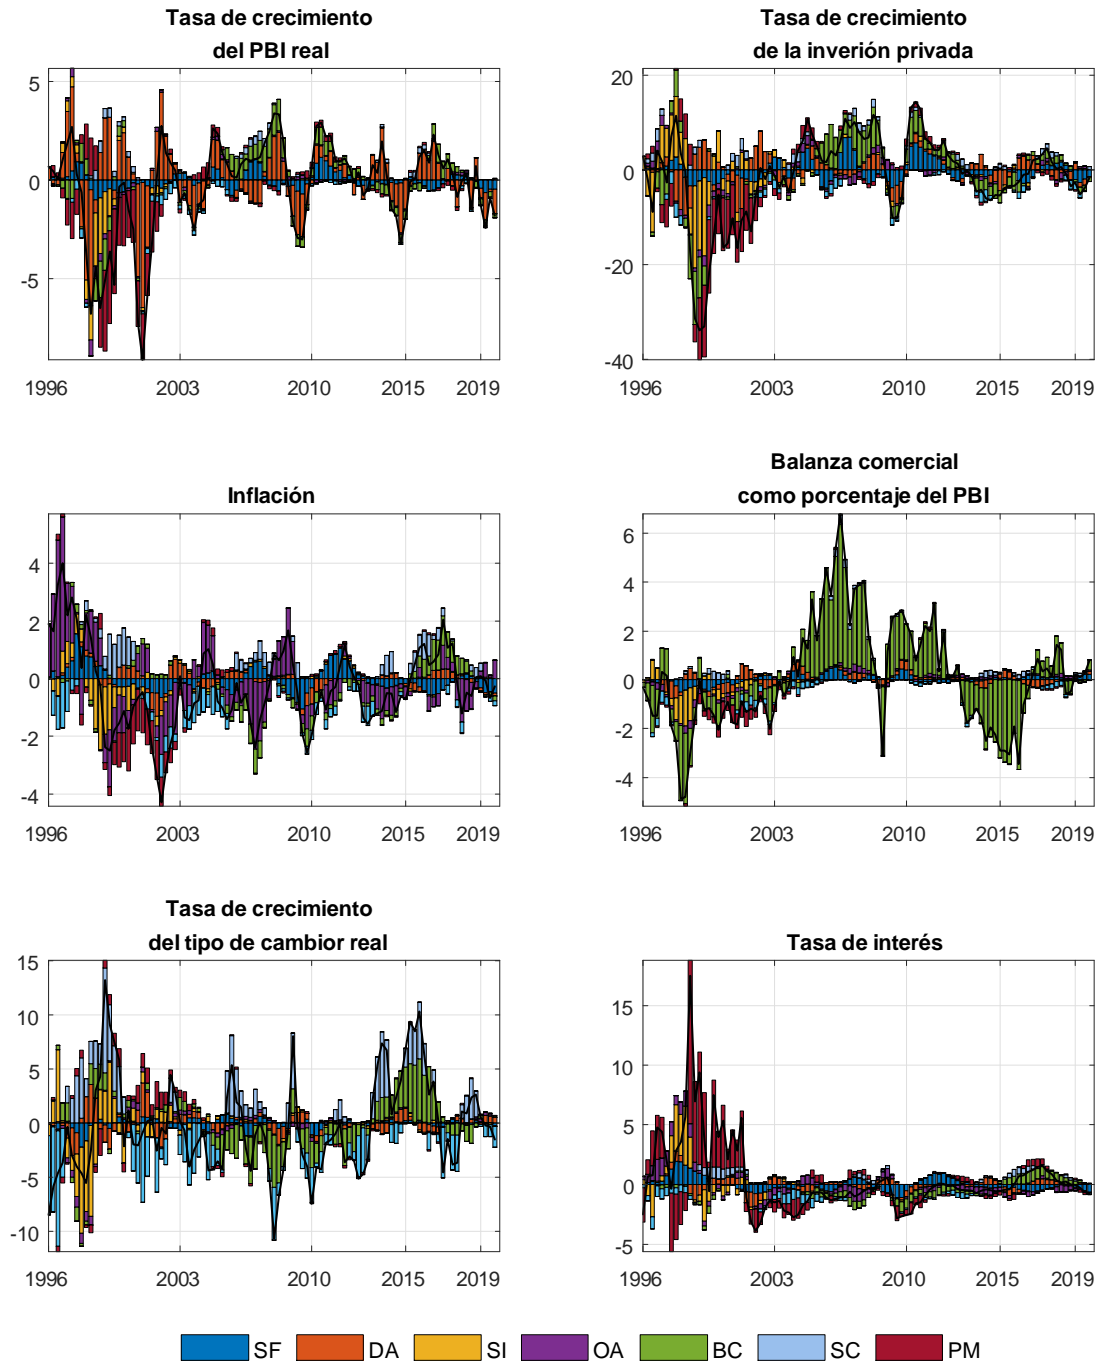 Tasa de crecimiento
del PBI real
5
0
-5
1996 2003 2010 2015 2019
Tasa de crecimiento
de la inverión privada
20
0
-20
-40
1996 2003 2010 2015 2019
Inflación
4
2
0
-2
-4
1996 2003 2010 2015 2019
Balanza comercial
como porcentaje del PBI
6
4
2
0
-2
-4
1996 2003 2010 2015 2019
Tasa de crecimiento
del tipo de cambior real
15
10
5
0
-5
-10
1996 2003 2010 2015 2019
Tasa de interés
15
10
5
0
-5
1996 2003 2010 2015 2019
SF DA SI OA BC SC PM